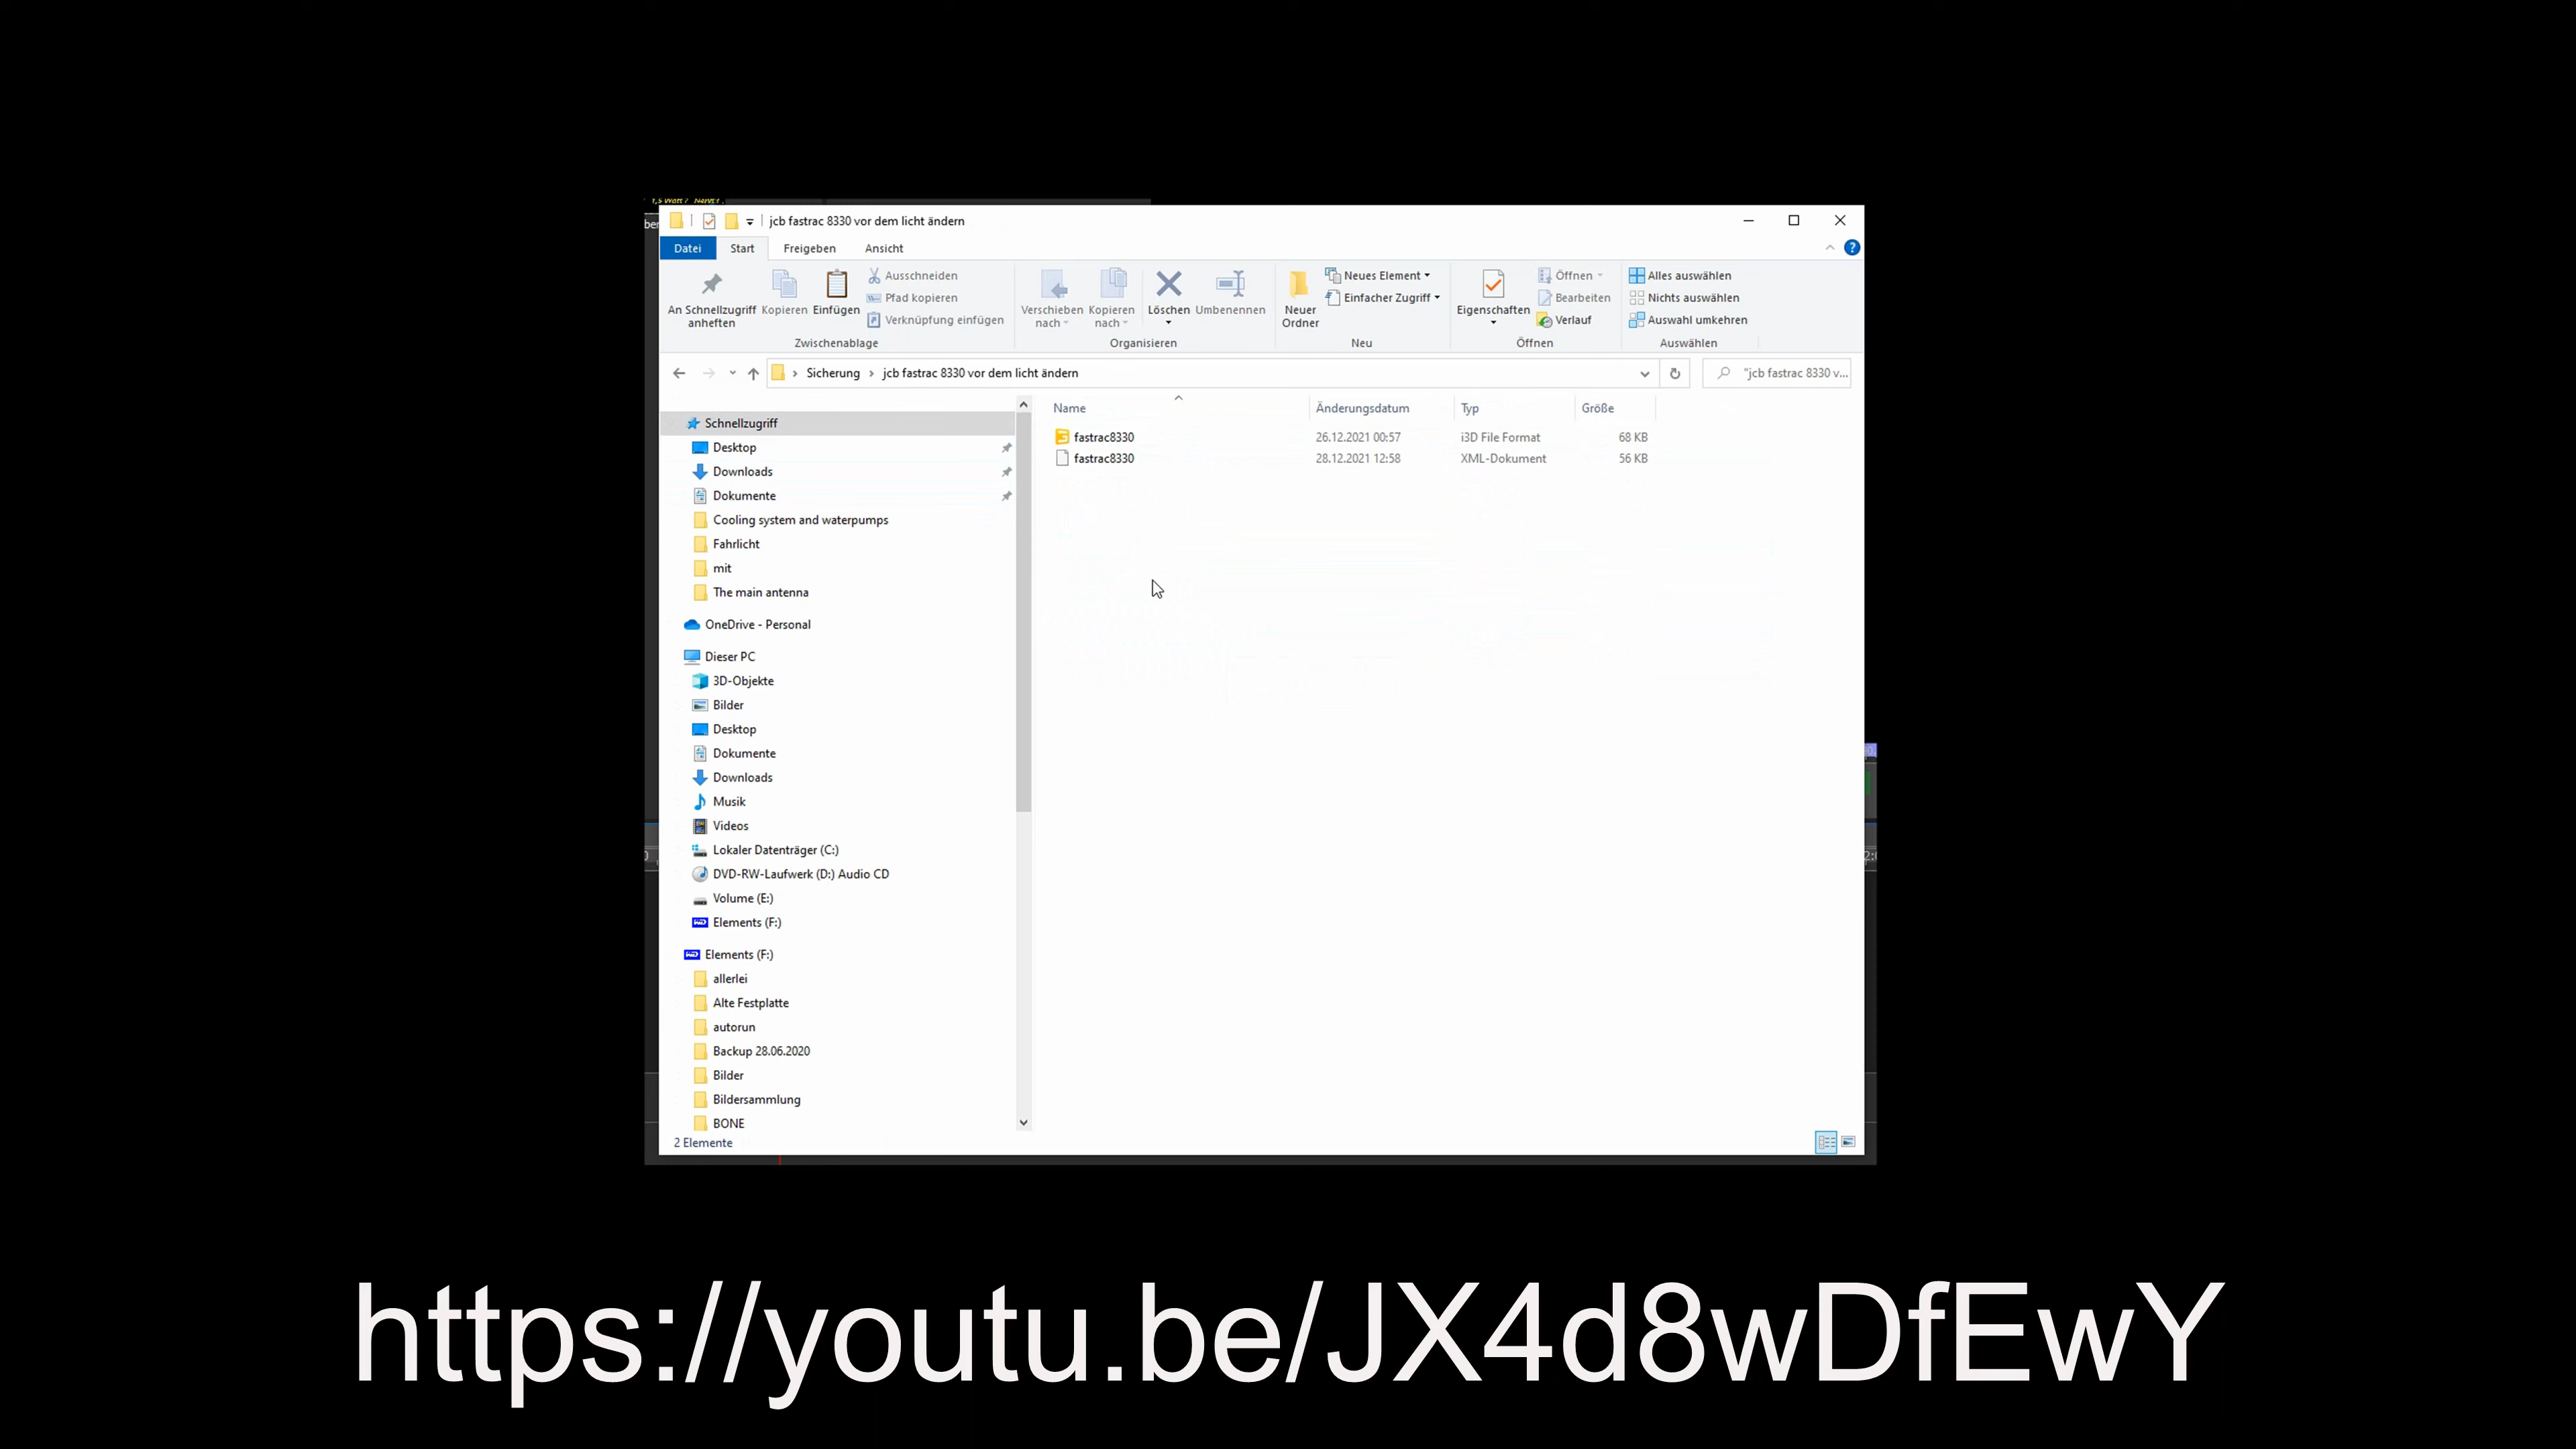 jcb fastrac 8330 vor dem licht ändern
Datei Start Freigeben Ansicht
An Schnellzugriff anheften
Kopieren
Einfügen
Ausschneiden
Pfad kopieren
Verknüpfung einfügen
Zwischenablage
Verschieben nach
Kopieren nach
Löschen
Umbenennen
Organisieren
Neuer Ordner
Neues Element
Einfacher Zugriff
Neu
Eigenschaften
Öffnen
Bearbeiten
Verlauf
Öffnen
Alles auswählen
Nichts auswählen
Auswahl umkehren
Auswählen
Sicherung › jcb fastrac 8330 vor dem licht ändern
"jcb fastrac 8330 v...
Schnellzugriff
Desktop
Downloads
Dokumente
Cooling system and waterpumps
Fahrlicht
mit
The main antenna
OneDrive - Personal
Dieser PC
3D-Objekte
Bilder
Desktop
Dokumente
Downloads
Musik
Videos
Lokaler Datenträger (C:)
DVD-RW-Laufwerk (D:) Audio CD
Volume (E:)
Elements (F:)
Elements (F:)
allerlei
Alte Festplatte
autorun
Backup 28.06.2020
Bilder
Bildersammlung
BONE
Name Änderungsdatum Typ Größe
fastrac8330 26.12.2021 00:57 i3D File Format 68 KB
fastrac8330 28.12.2021 12:58 XML-Dokument 56 KB
2 Elemente
https://youtu.be/JX4d8wDfEwY